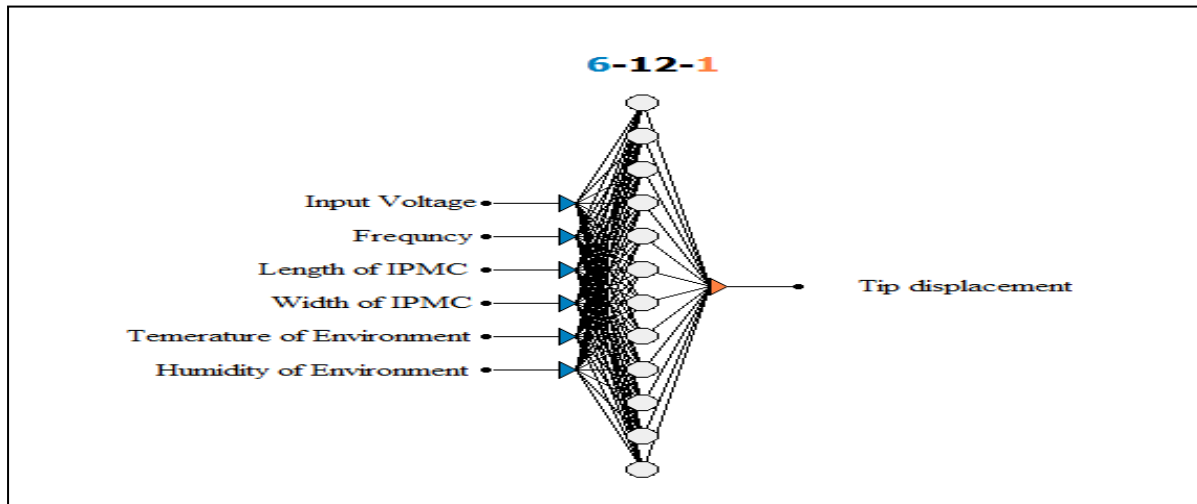 6-12-1
Input Voltage
Frequncy
Length of IPMC
Width of IPMC
Temerature of Environment
Humidity of Environment
Tip displacement